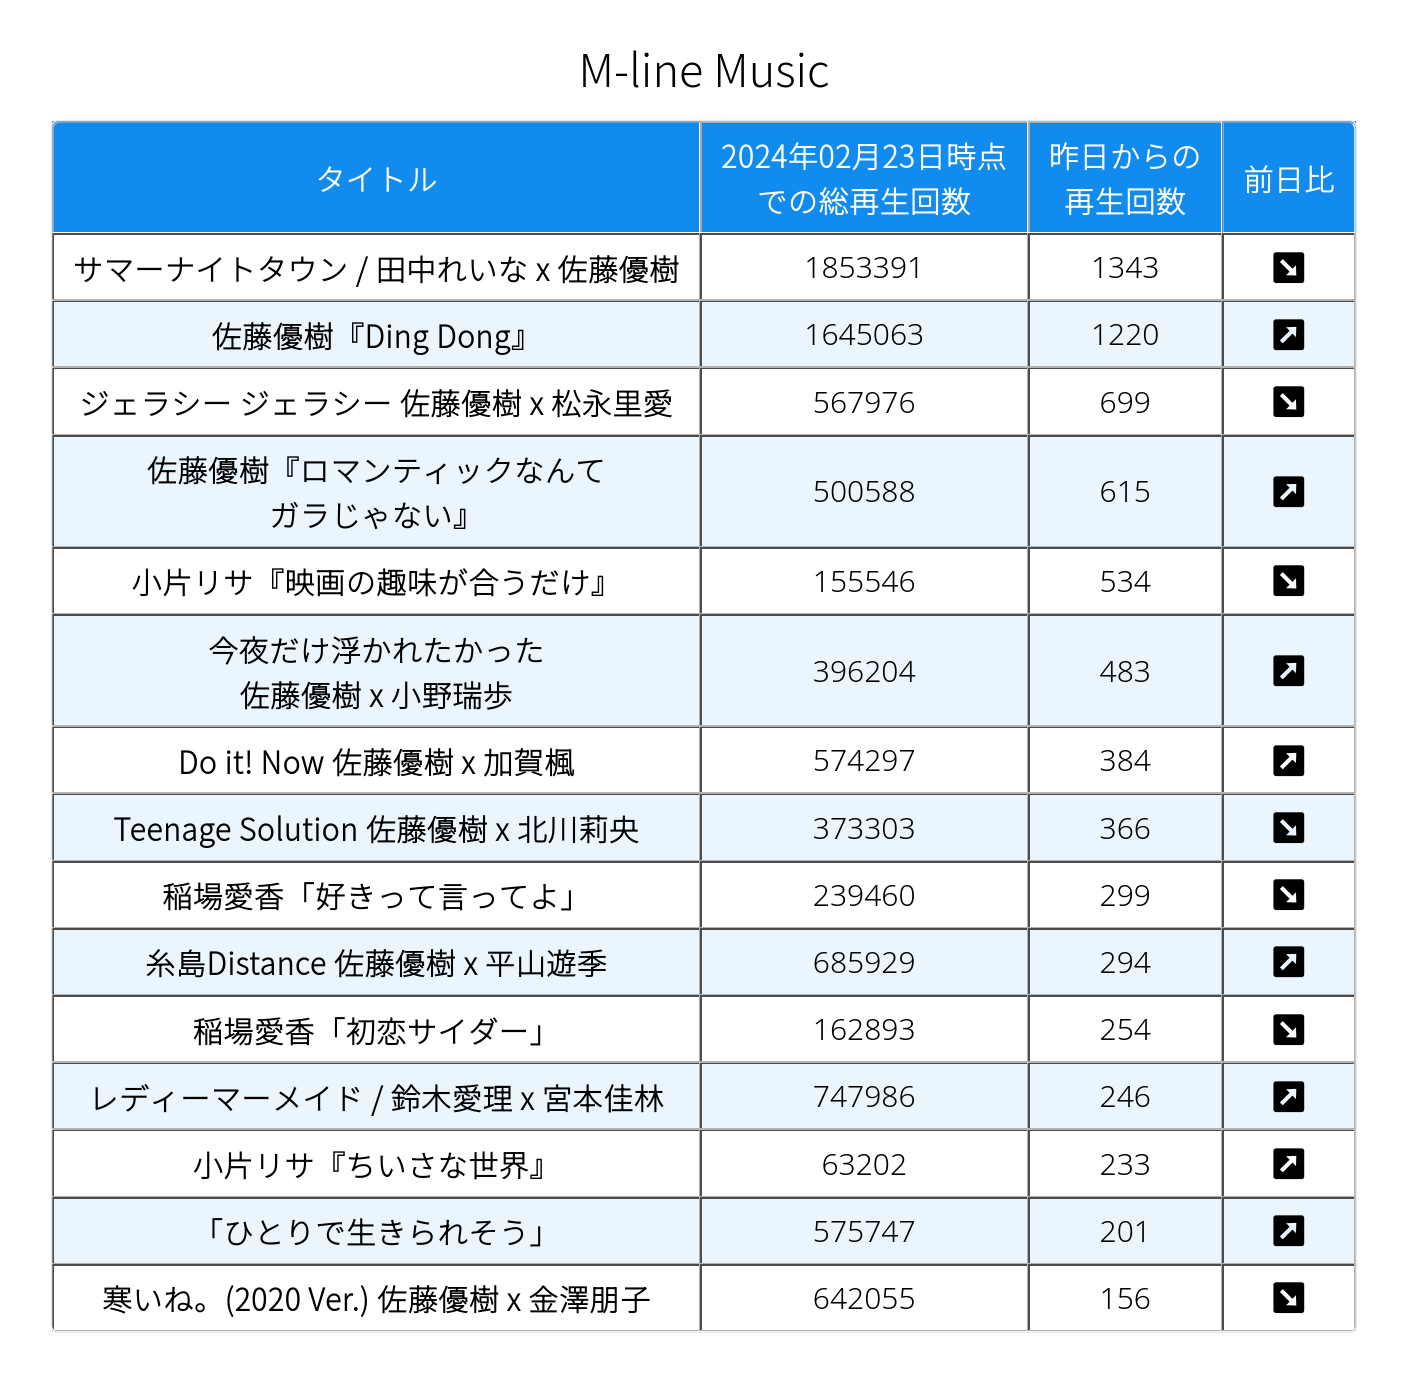 M-line Music
タイトル
2024年02月23日時点
での総再生回数
昨日からの
再生回数
前日比
サマーナイトタウン / 田中れいな x 佐藤優樹 1853391 1343 ↘
佐藤優樹『Ding Dong』 1645063 1220 ↗
ジェラシー ジェラシー 佐藤優樹 x 松永里愛 567976 699 ↘
佐藤優樹『ロマンティックなんて
ガラじゃない』 500588 615 ↗
小片リサ『映画の趣味が合うだけ』 155546 534 ↘
今夜だけ浮かれたかった
佐藤優樹 x 小野瑞歩 396204 483 ↗
Do it! Now 佐藤優樹 x 加賀楓 574297 384 ↗
Teenage Solution 佐藤優樹 x 北川莉央 373303 366 ↘
稲場愛香「好きって言ってよ」 239460 299 ↘
糸島Distance 佐藤優樹 x 平山遊季 685929 294 ↗
稲場愛香「初恋サイダー」 162893 254 ↘
レディーマーメイド / 鈴木愛理 x 宮本佳林 747986 246 ↗
小片リサ『ちいさな世界』 63202 233 ↗
「ひとりで生きられそう」 575747 201 ↗
寒いね。(2020 Ver.) 佐藤優樹 x 金澤朋子 642055 156 ↘